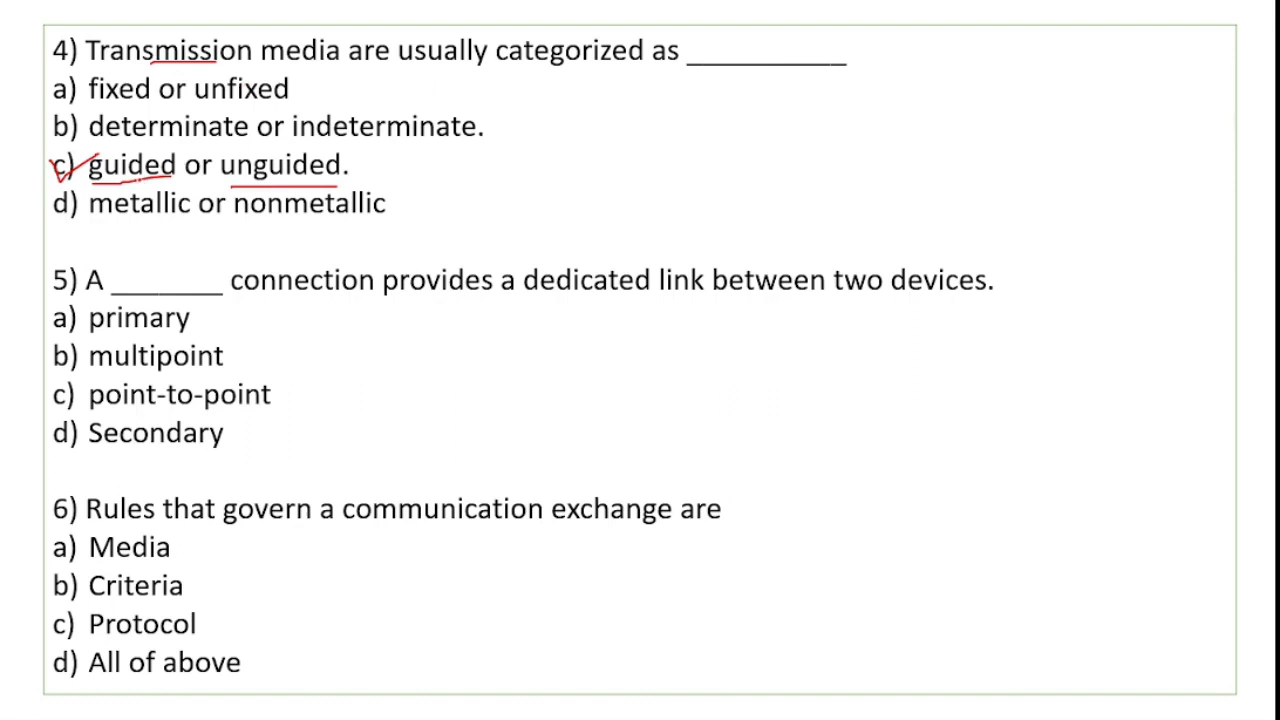 4) Transmission media are usually categorized as __________
a) fixed or unfixed
b) determinate or indeterminate.
c) guided or unguided.
d) metallic or nonmetallic
5) A _______ connection provides a dedicated link between two devices.
a) primary
b) multipoint
c) point-to-point
d) Secondary
6) Rules that govern a communication exchange are
a) Media
b) Criteria
c) Protocol
d) All of above